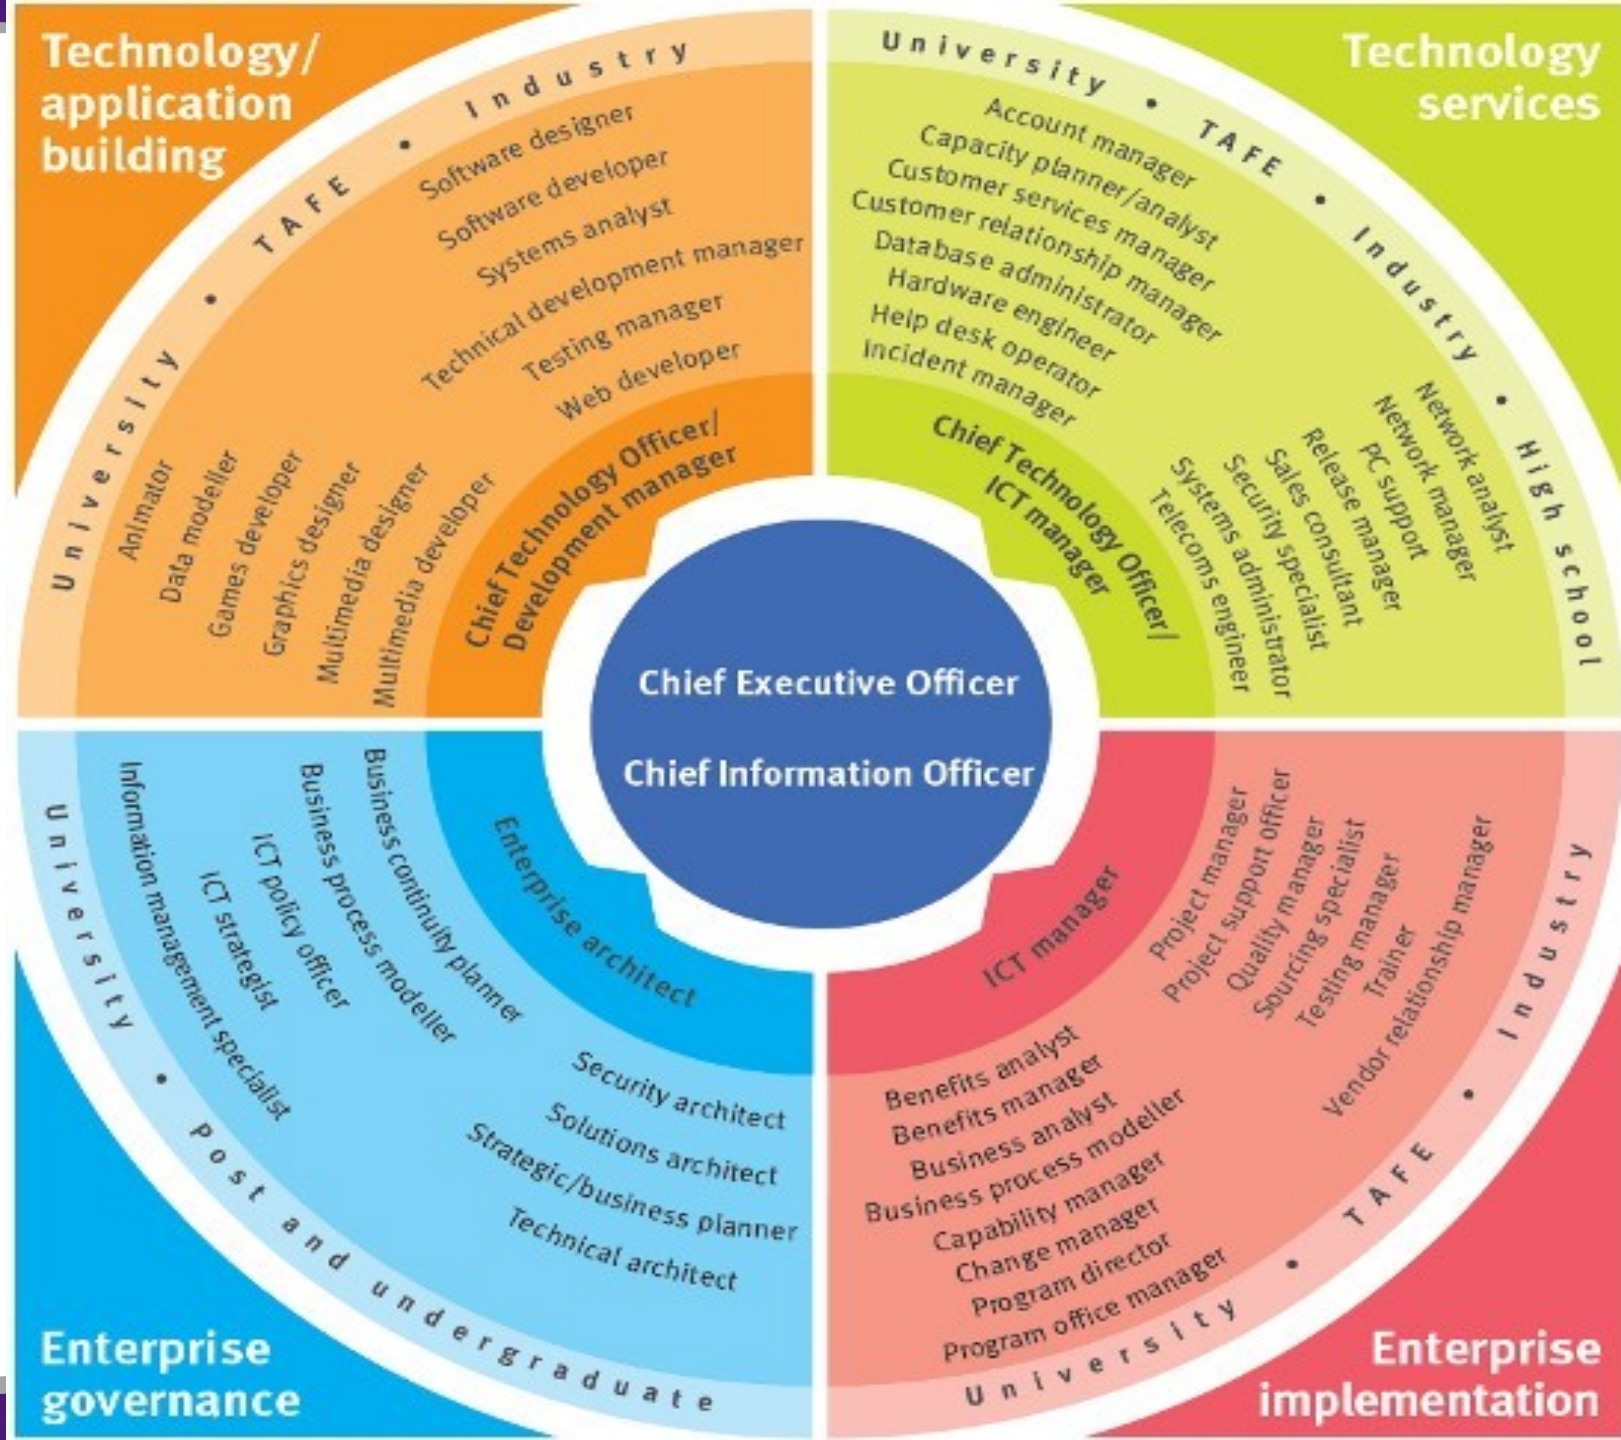 Technology/
application
building
University • TAFE • Industry
Software designer
Software developer
Systems analyst
Technical development manager
Testing manager
Web developer
Animator
Data modeller
Games developer
Graphics designer
Multimedia designer
Multimedia developer
Chief Technology Officer/
Development manager
Technology
services
University • TAFE • Industry • High school
Account manager
Capacity planner/analyst
Customer services manager
Customer relationship manager
Database administrator
Hardware engineer
Help desk operator
Incident manager
Network analyst
Network manager
PC support
Release manager
Sales consultant
Security specialist
Systems administrator
Telecoms engineer
Chief Technology Officer/
ICT manager
Chief Executive Officer
Chief Information Officer
Enterprise architect
Business continuity planner
Business process modeller
ICT policy officer
ICT strategist
Information management specialist
Security architect
Solutions architect
Strategic/business planner
Technical architect
University • Post and undergraduate
Enterprise
governance
ICT manager
Project manager
Project support officer
Quality manager
Sourcing specialist
Testing manager
Trainer
Vendor relationship manager
Benefits analyst
Benefits manager
Business analyst
Business process modeller
Capability manager
Change manager
Program director
Program office manager
University • TAFE • Industry
Enterprise
implementation